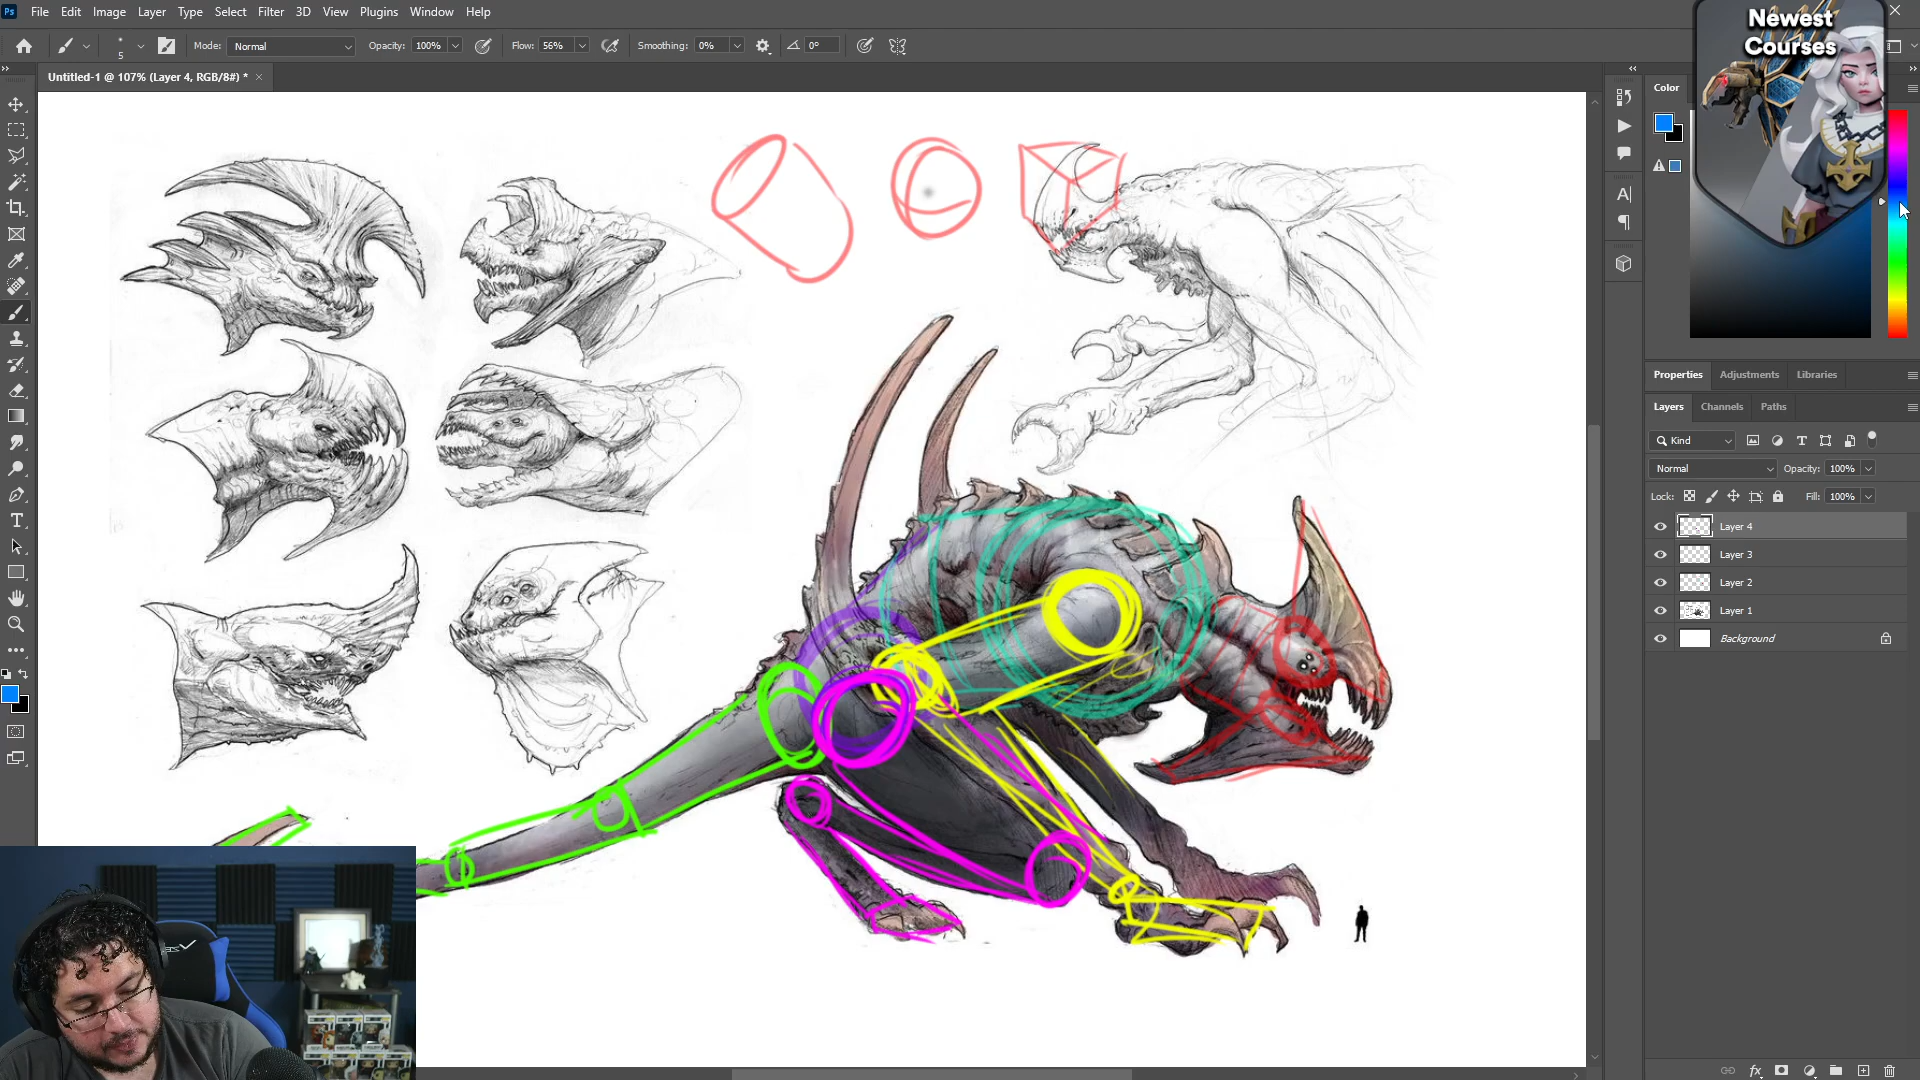 Ps File Edit Image Layer Type Select Filter 3D View Plugins Window Help
5 Mode: Normal Opacity: 100% Flow: 56% Smoothing: 0% 0°
Untitled-1 @ 107% (Layer 4, RGB/8#) *
Newest
Courses
Color
Properties Adjustments Libraries
Layers Channels Paths
Kind
Normal Opacity: 100%
Lock: Fill: 100%
Layer 4
Layer 3
Layer 2
Layer 1
Background